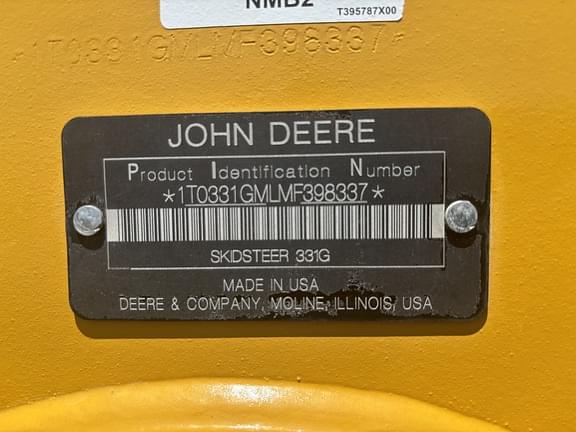 NMB2
T395787X00
*1T0331GMLMF398337*
JOHN DEERE
Product Identification Number
*1T0331GMLMF398337*
SKIDSTEER 331G
MADE IN USA
DEERE & COMPANY, MOLINE, ILLINOIS, USA